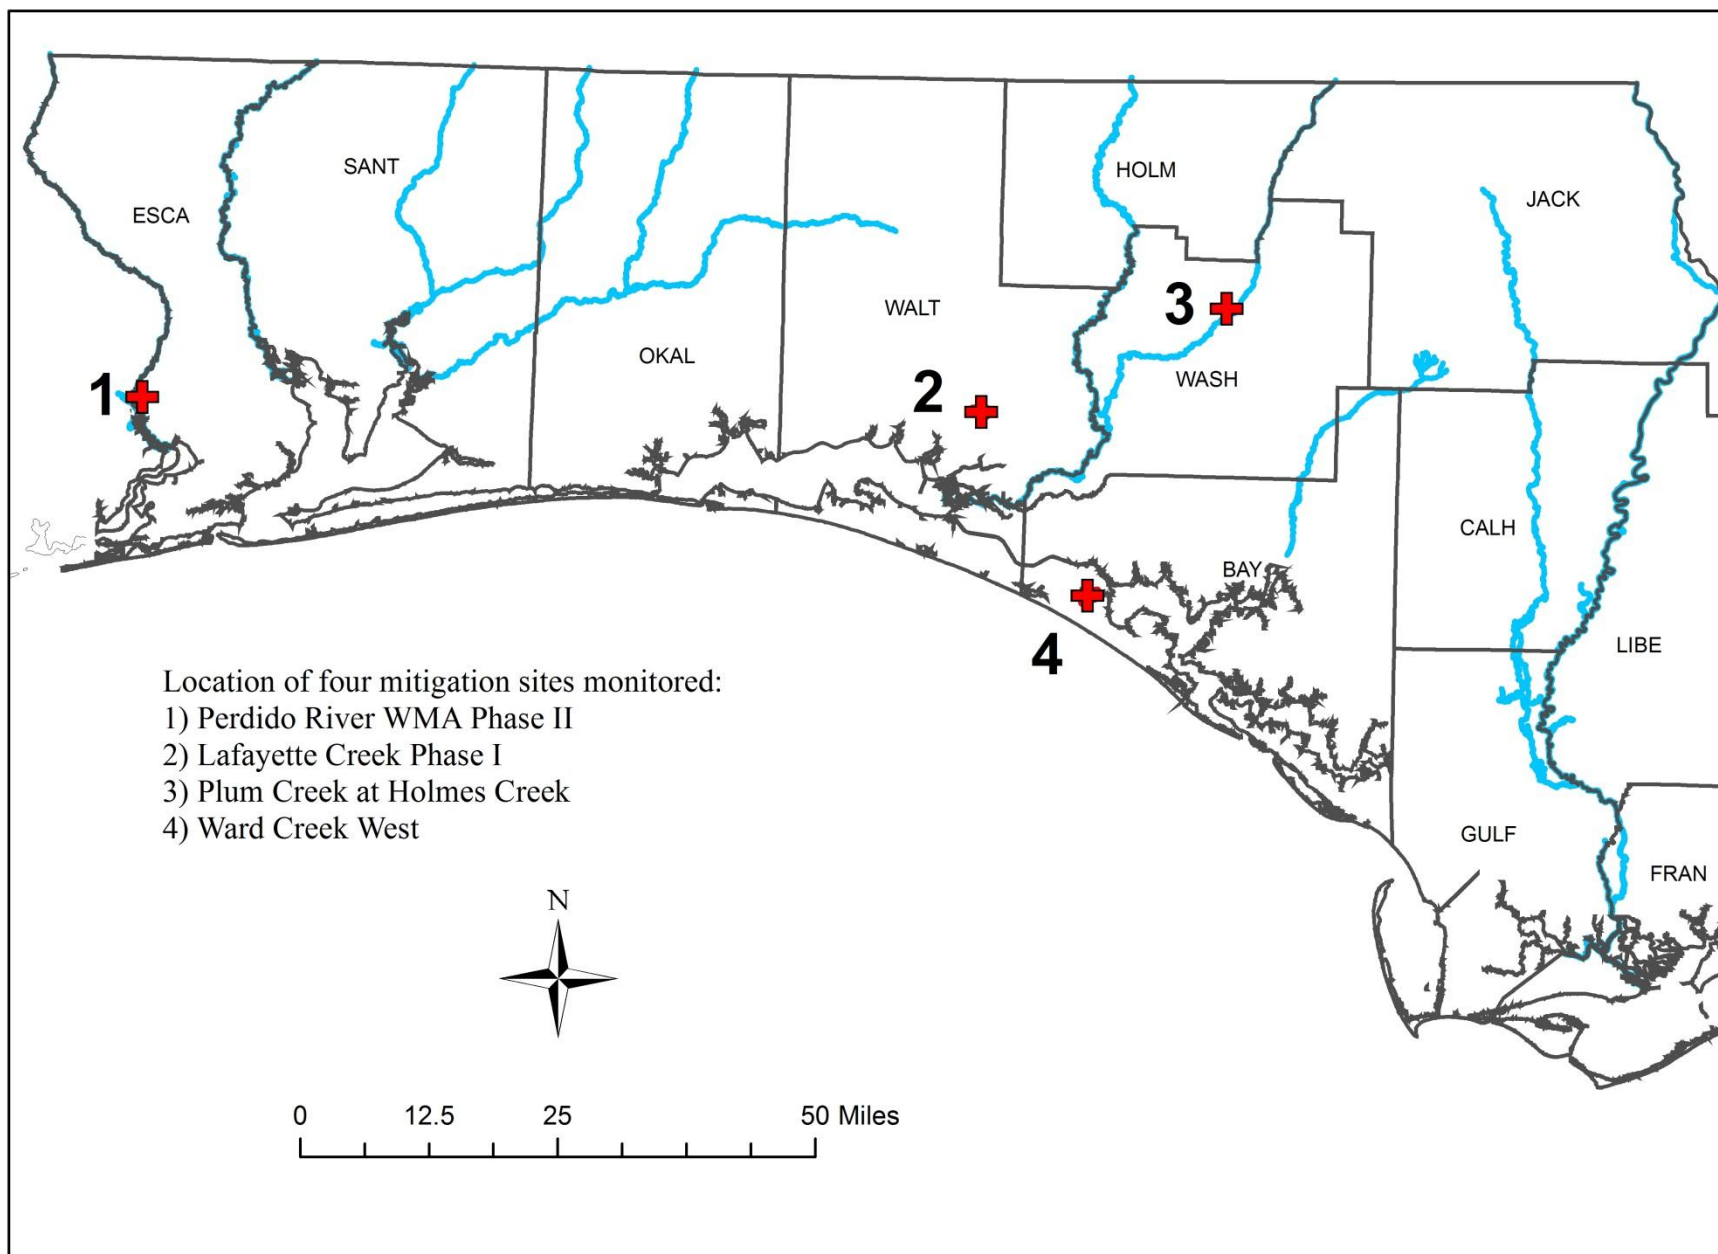 HOLM
SANT
JACK
ESCA
3
WALT
OKAL
WASH
1
2
CALH
BAY
LIBE
4
Location of four mitigation sites monitored:
1) Perdido River WMA Phase II
2) Lafayette Creek Phase I
3) Plum Creek at Holmes Creek
4) Ward Creek West
GULF
FRAN
N
0 12.5 25 50 Miles